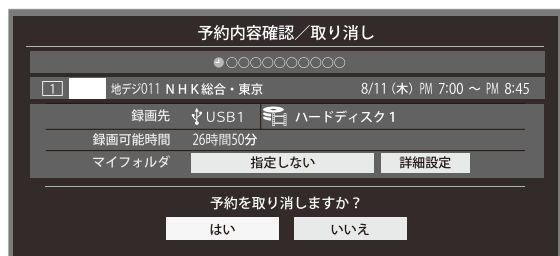 予約内容確認/取り消し
○○○○○○○○○○
1 地デジ011 NHK総合・東京 8/11(木) PM 7:00 ~ PM 8:45
録画先 USB1 ハードディスク1
録画可能時間 26時間50分
マイフォルダ 指定しない 詳細設定
予約を取り消しますか?
はい いいえ